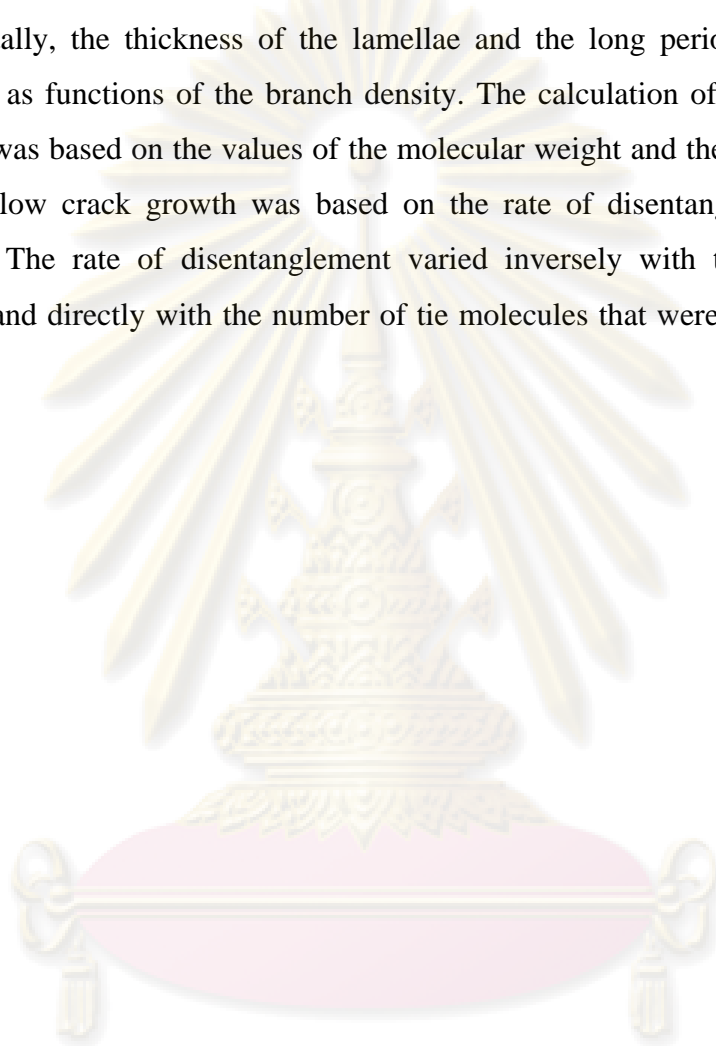 ally, the thickness of the lamellae and the long perio
as functions of the branch density. The calculation of
was based on the values of the molecular weight and the
low crack growth was based on the rate of disentang
The rate of disentanglement varied inversely with t
and directly with the number of tie molecules that were